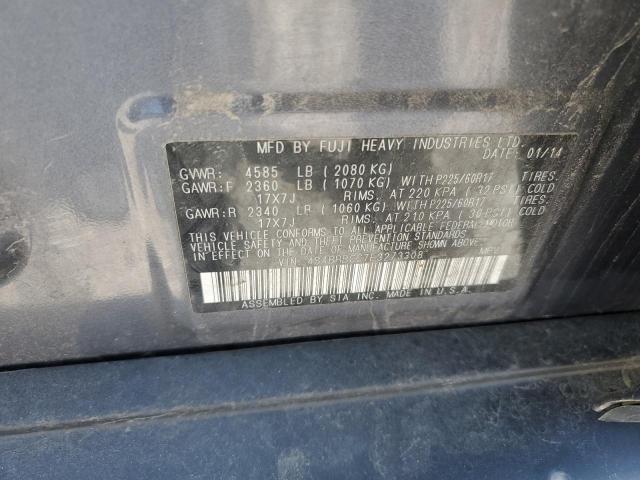 MFD BY FUJI HEAVY INDUSTRIES LTD.
DATE: 01/14
GVWR: 4585 LB (2080 KG)
GAWR:F 2360 LB (1070 KG) WITH P225/60R17 TIRES,
17X7J RIMS, AT 220 KPA (32 PSI) COLD
GAWR:R 2340 LB (1060 KG) WITH P225/60R17 TIRES,
17X7J RIMS, AT 210 KPA (30 PSI) COLD
THIS VEHICLE CONFORMS TO ALL APPLICABLE FEDERAL MOTOR
VEHICLE SAFETY, BUMPER, AND THEFT PREVENTION STANDARDS
IN EFFECT ON THE DATE OF MANUFACTURE SHOWN ABOVE.
VIN:
ASSEMBLED BY SIA INC. MADE IN U.S.A.